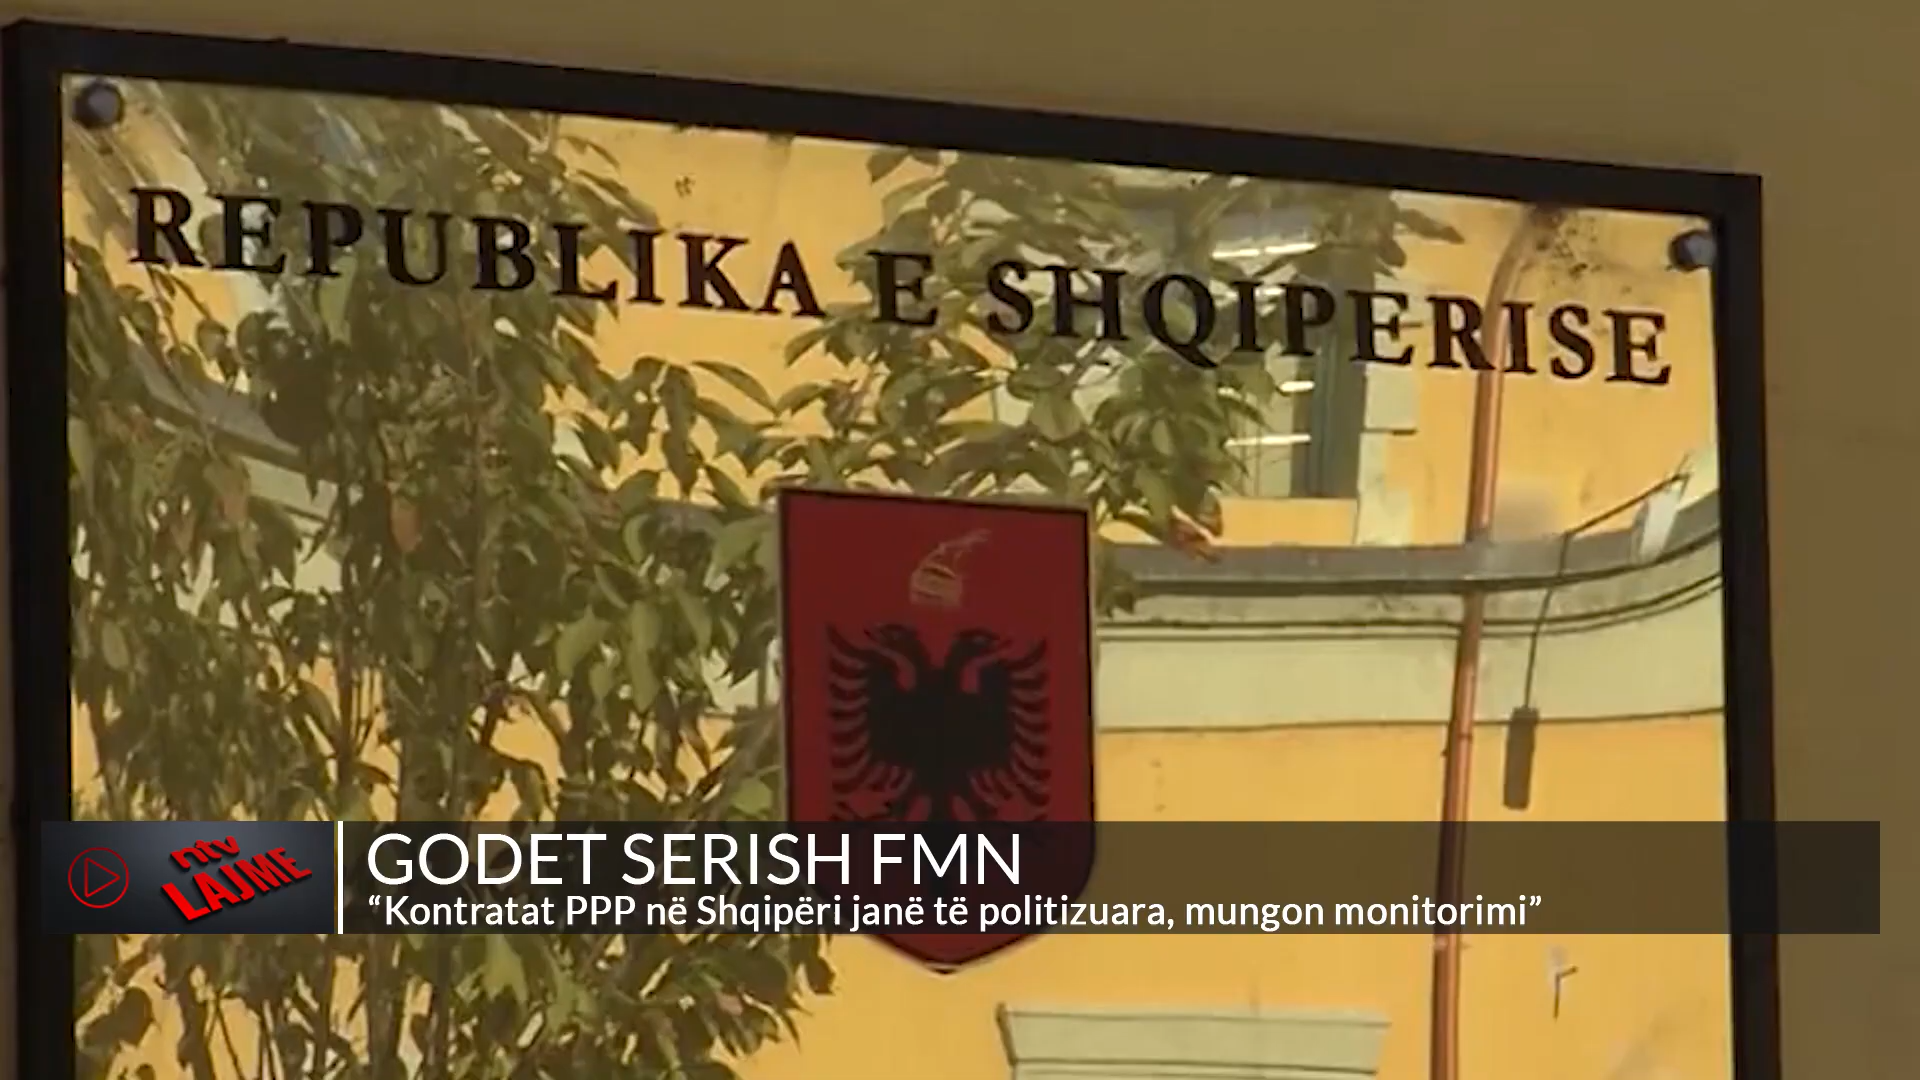 REPUBLIKA E SHQIPERISE
ntv
LAJME
GODET SERISH FMN
“Kontratat PPP në Shqipëri janë të politizuara, mungon monitorimi”